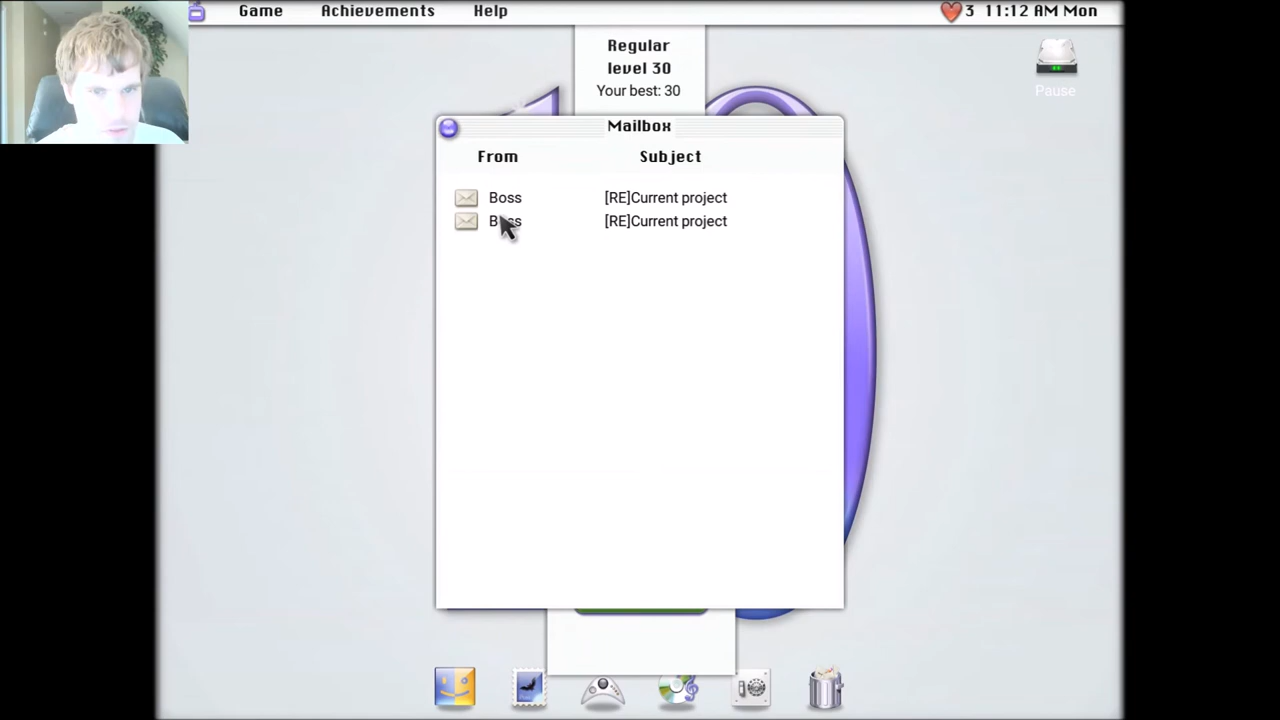 Game Achievements Help 3 11:12 AM Mon
Regular
level 30
Your best: 30
Pause
Mailbox
From Subject
Boss [RE]Current project
Boss [RE]Current project